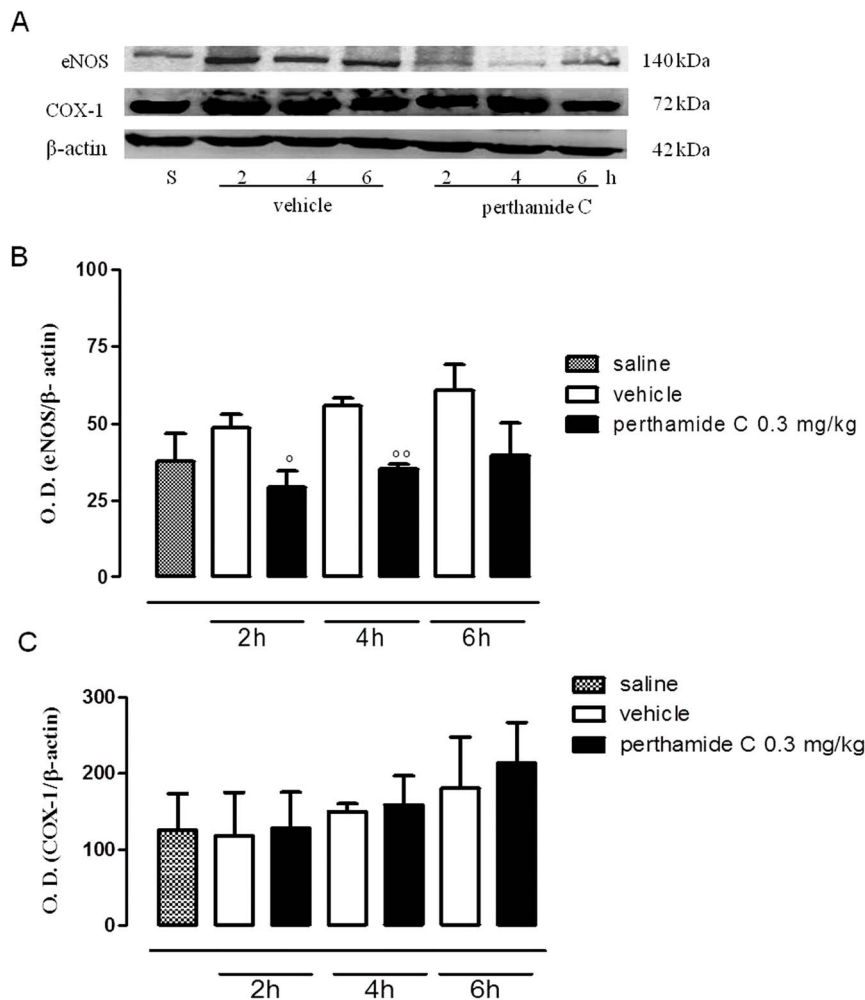 A
eNOS 140 kDa
COX-1 72 kDa
β-actin 42 kDa
S 2 4 6 2 4 6 h
vehicle perthamide C
B
O. D. (eNOS/β- actin)
100
75
50
25
0
° °°
2h 4h 6h
saline
vehicle
perthamide C 0.3 mg/kg
C
O. D. (COX-1/β-actin)
300
200
100
0
2h 4h 6h
saline
vehicle
perthamide C 0.3 mg/kg